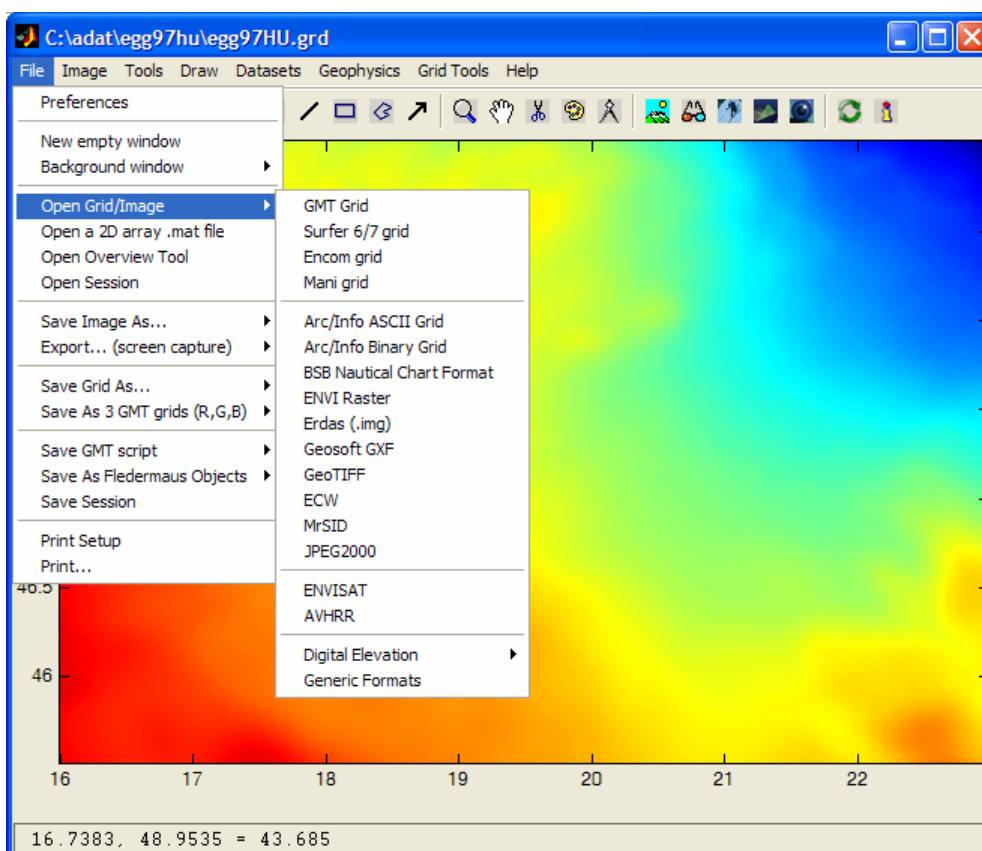 C:\adat\egg97hu\egg97HU.grd
File Image Tools Draw Datasets Geophysics Grid Tools Help
Preferences
New empty window
Background window
Open Grid/Image
Open a 2D array .mat file
Open Overview Tool
Open Session
Save Image As...
Export... (screen capture)
Save Grid As...
Save As 3 GMT grids (R,G,B)
Save GMT script
Save As Fledermaus Objects
Save Session
Print Setup
Print...
GMT Grid
Surfer 6/7 grid
Encom grid
Mani grid
Arc/Info ASCII Grid
Arc/Info Binary Grid
BSB Nautical Chart Format
ENVI Raster
Erdas (.img)
Geosoft GXF
GeoTIFF
ECW
MrSID
JPEG2000
ENVISAT
AVHRR
Digital Elevation
Generic Formats
46.5
46
16 17 18 19 20 21 22
16.7383, 48.9535 = 43.685